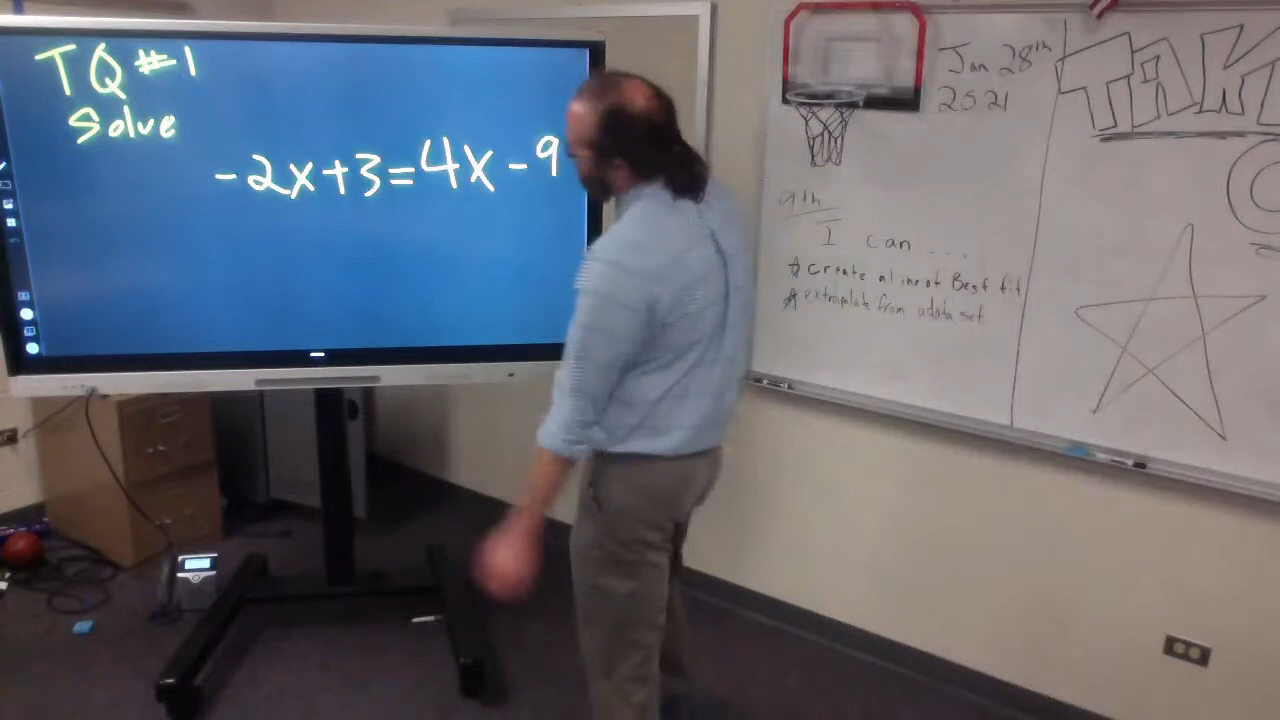 TQ #1
Solve
-2x+3=4x-9
Jan 28th
2021
9th
I can ...
☆ create a line of Best fit
☆ extrapolate from a data set
TAK